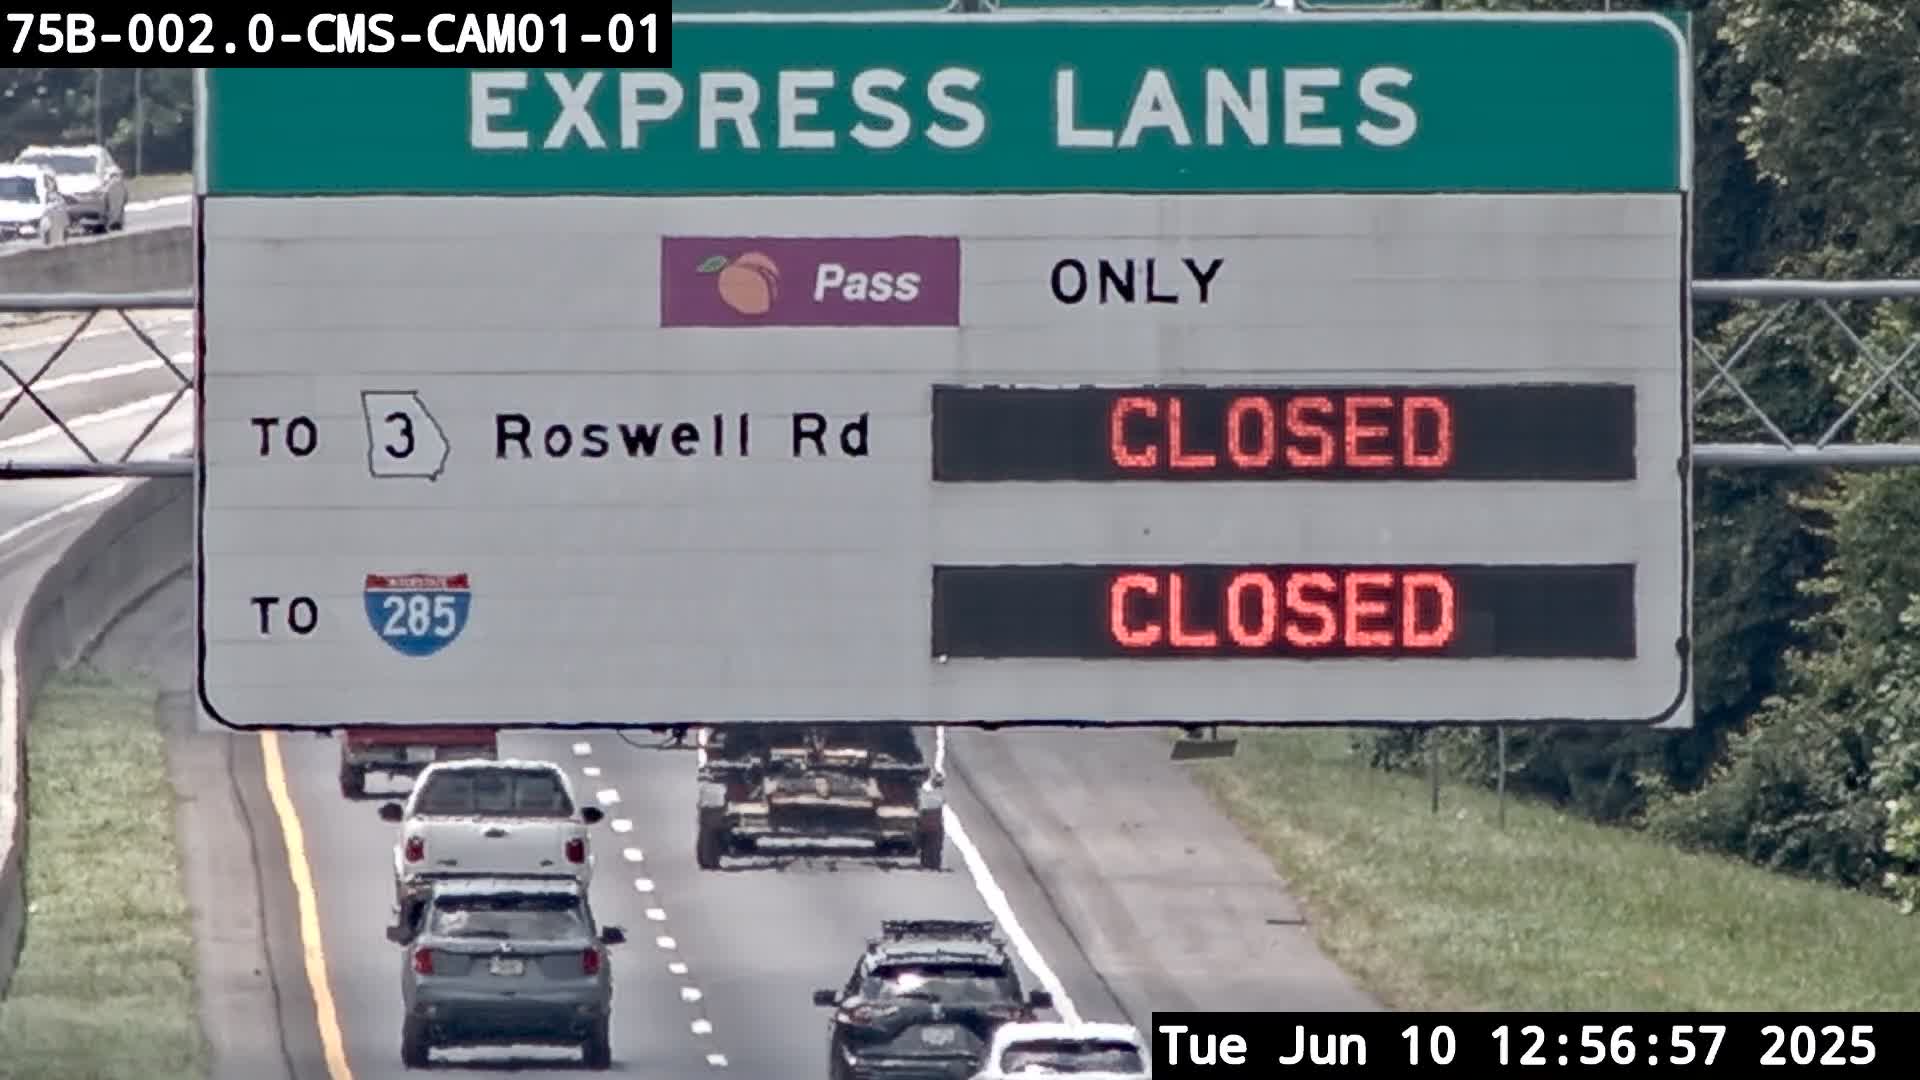 75B-002.0-CMS-CAM01-01
EXPRESS LANES
Pass ONLY
TO 3 Roswell Rd CLOSED
INTERSTATE
TO 285 CLOSED
Tue Jun 10 12:56:57 2025